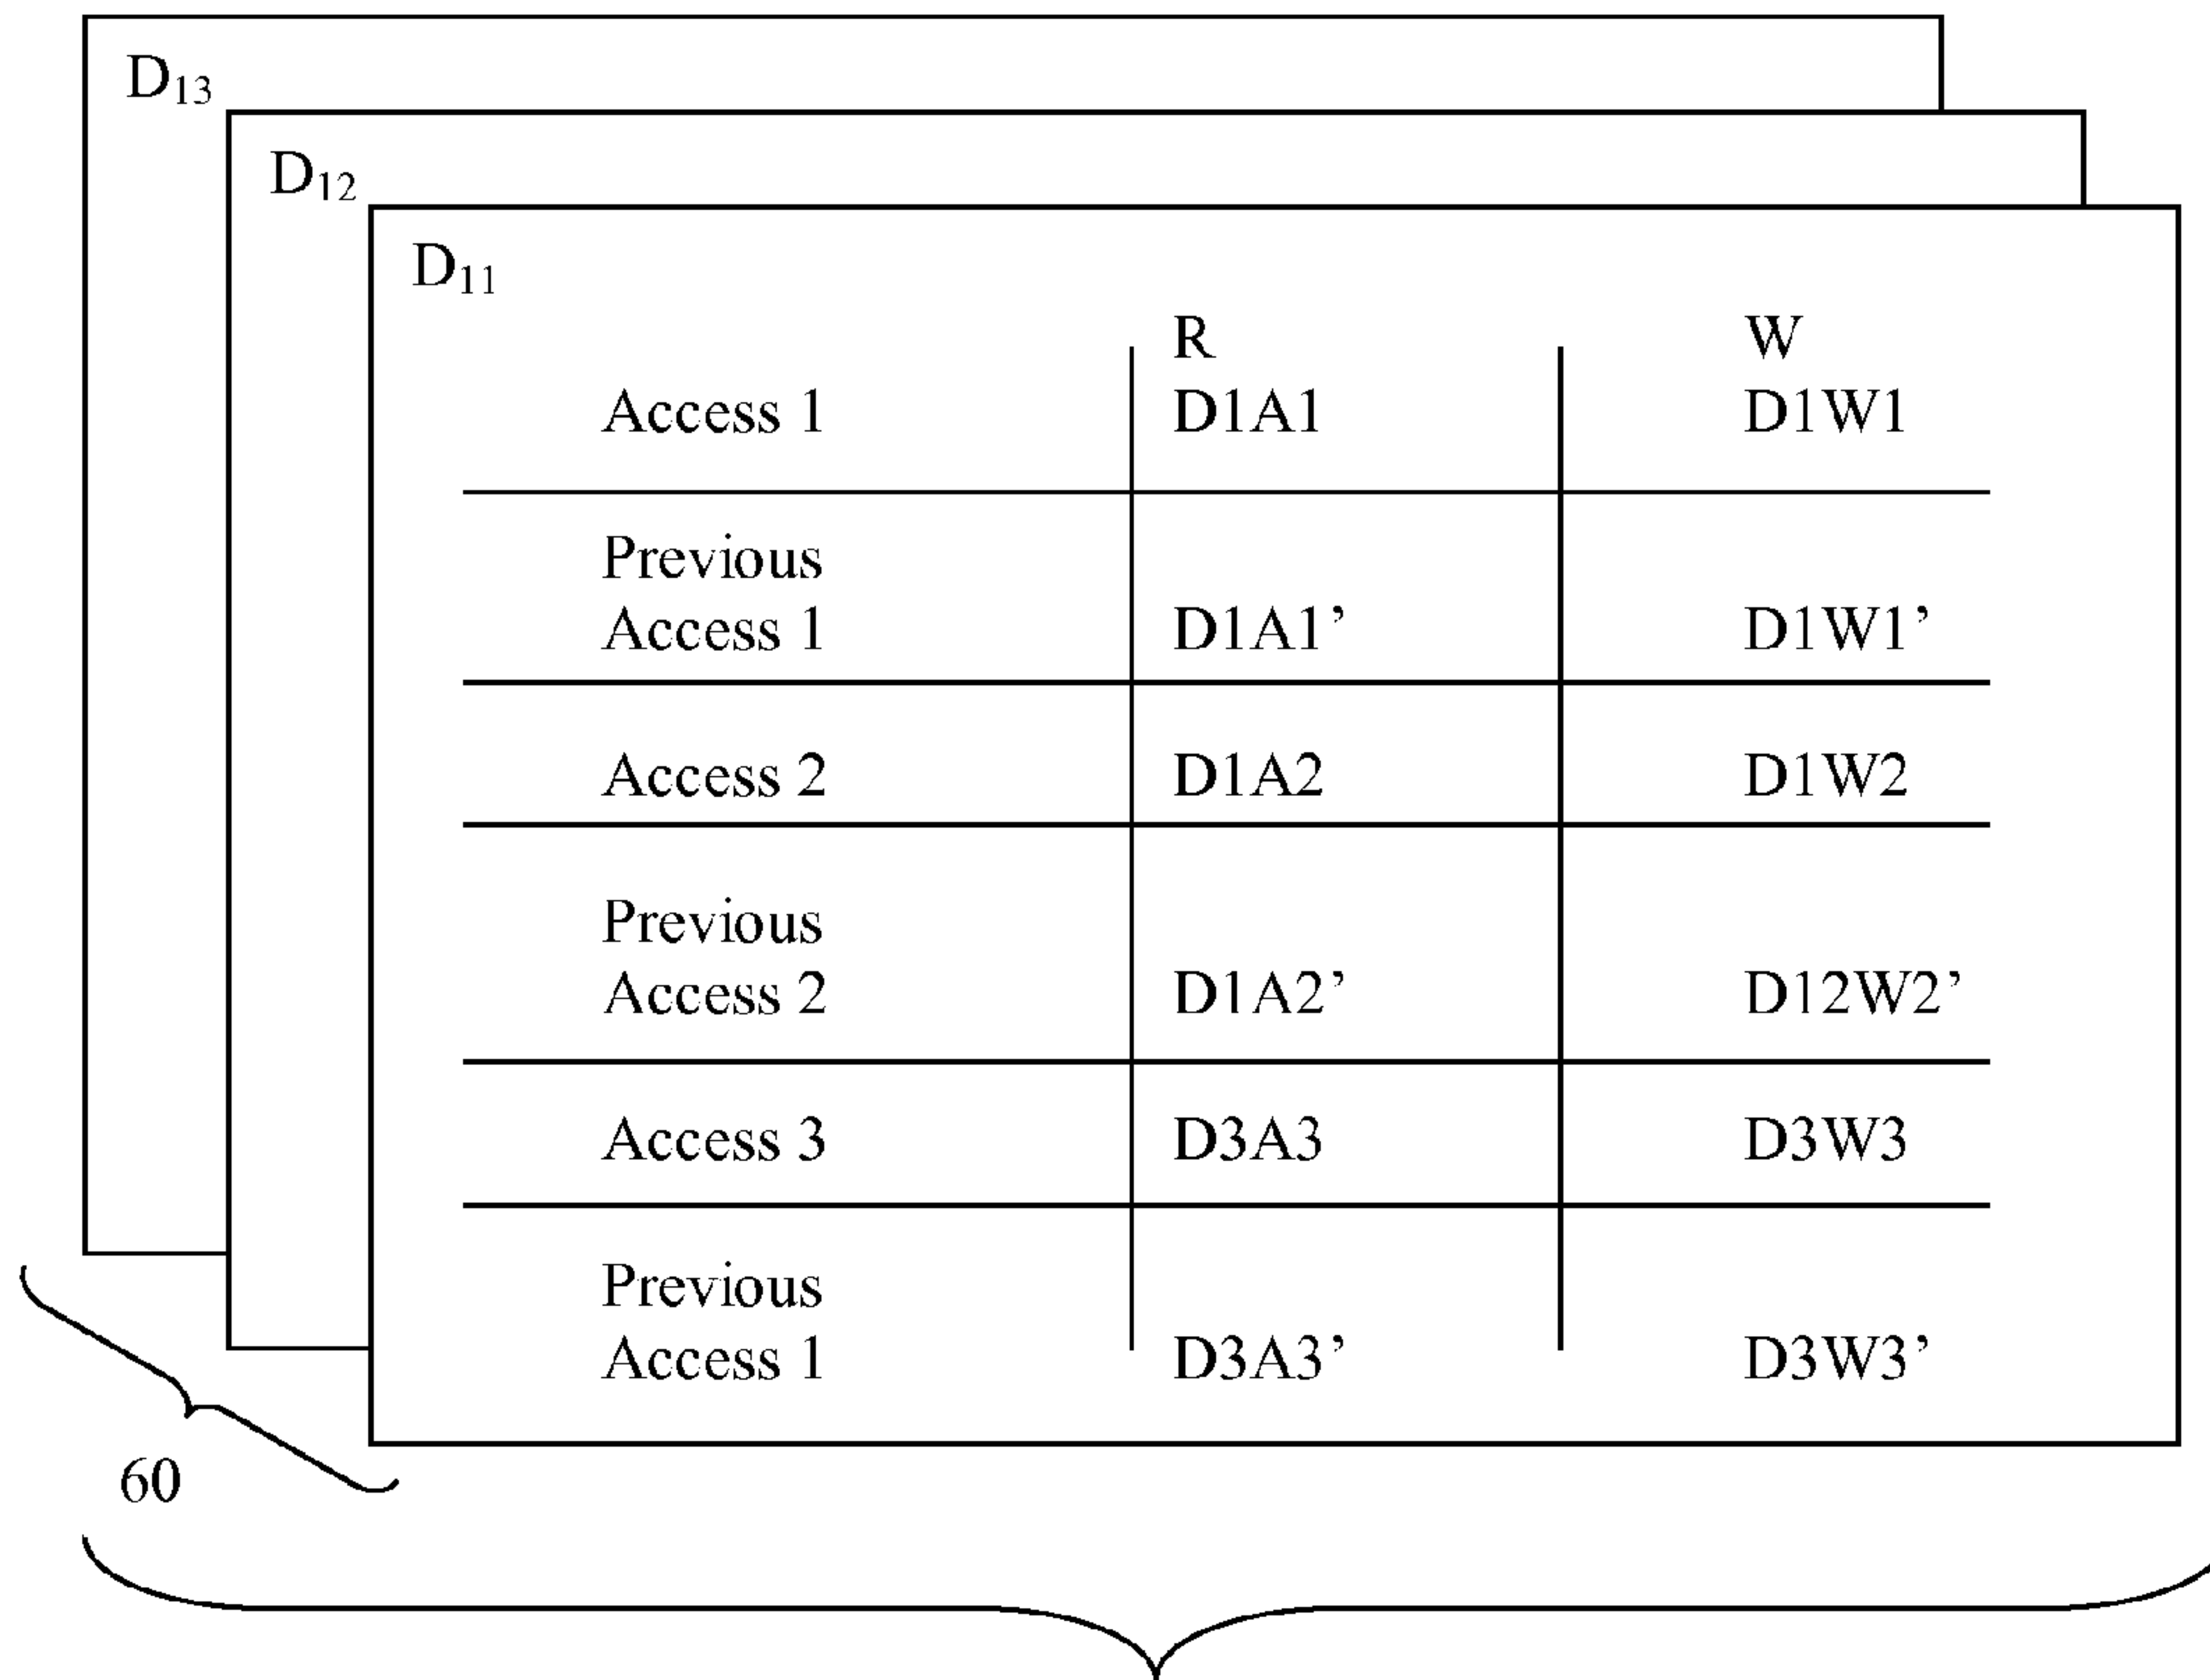 D13
D12
D11
R W
Access 1 D1A1 D1W1
Previous
Access 1 D1A1’ D1W1’
Access 2 D1A2 D1W2
Previous
Access 2 D1A2’ D12W2’
Access 3 D3A3 D3W3
Previous
Access 1 D3A3’ D3W3’
60